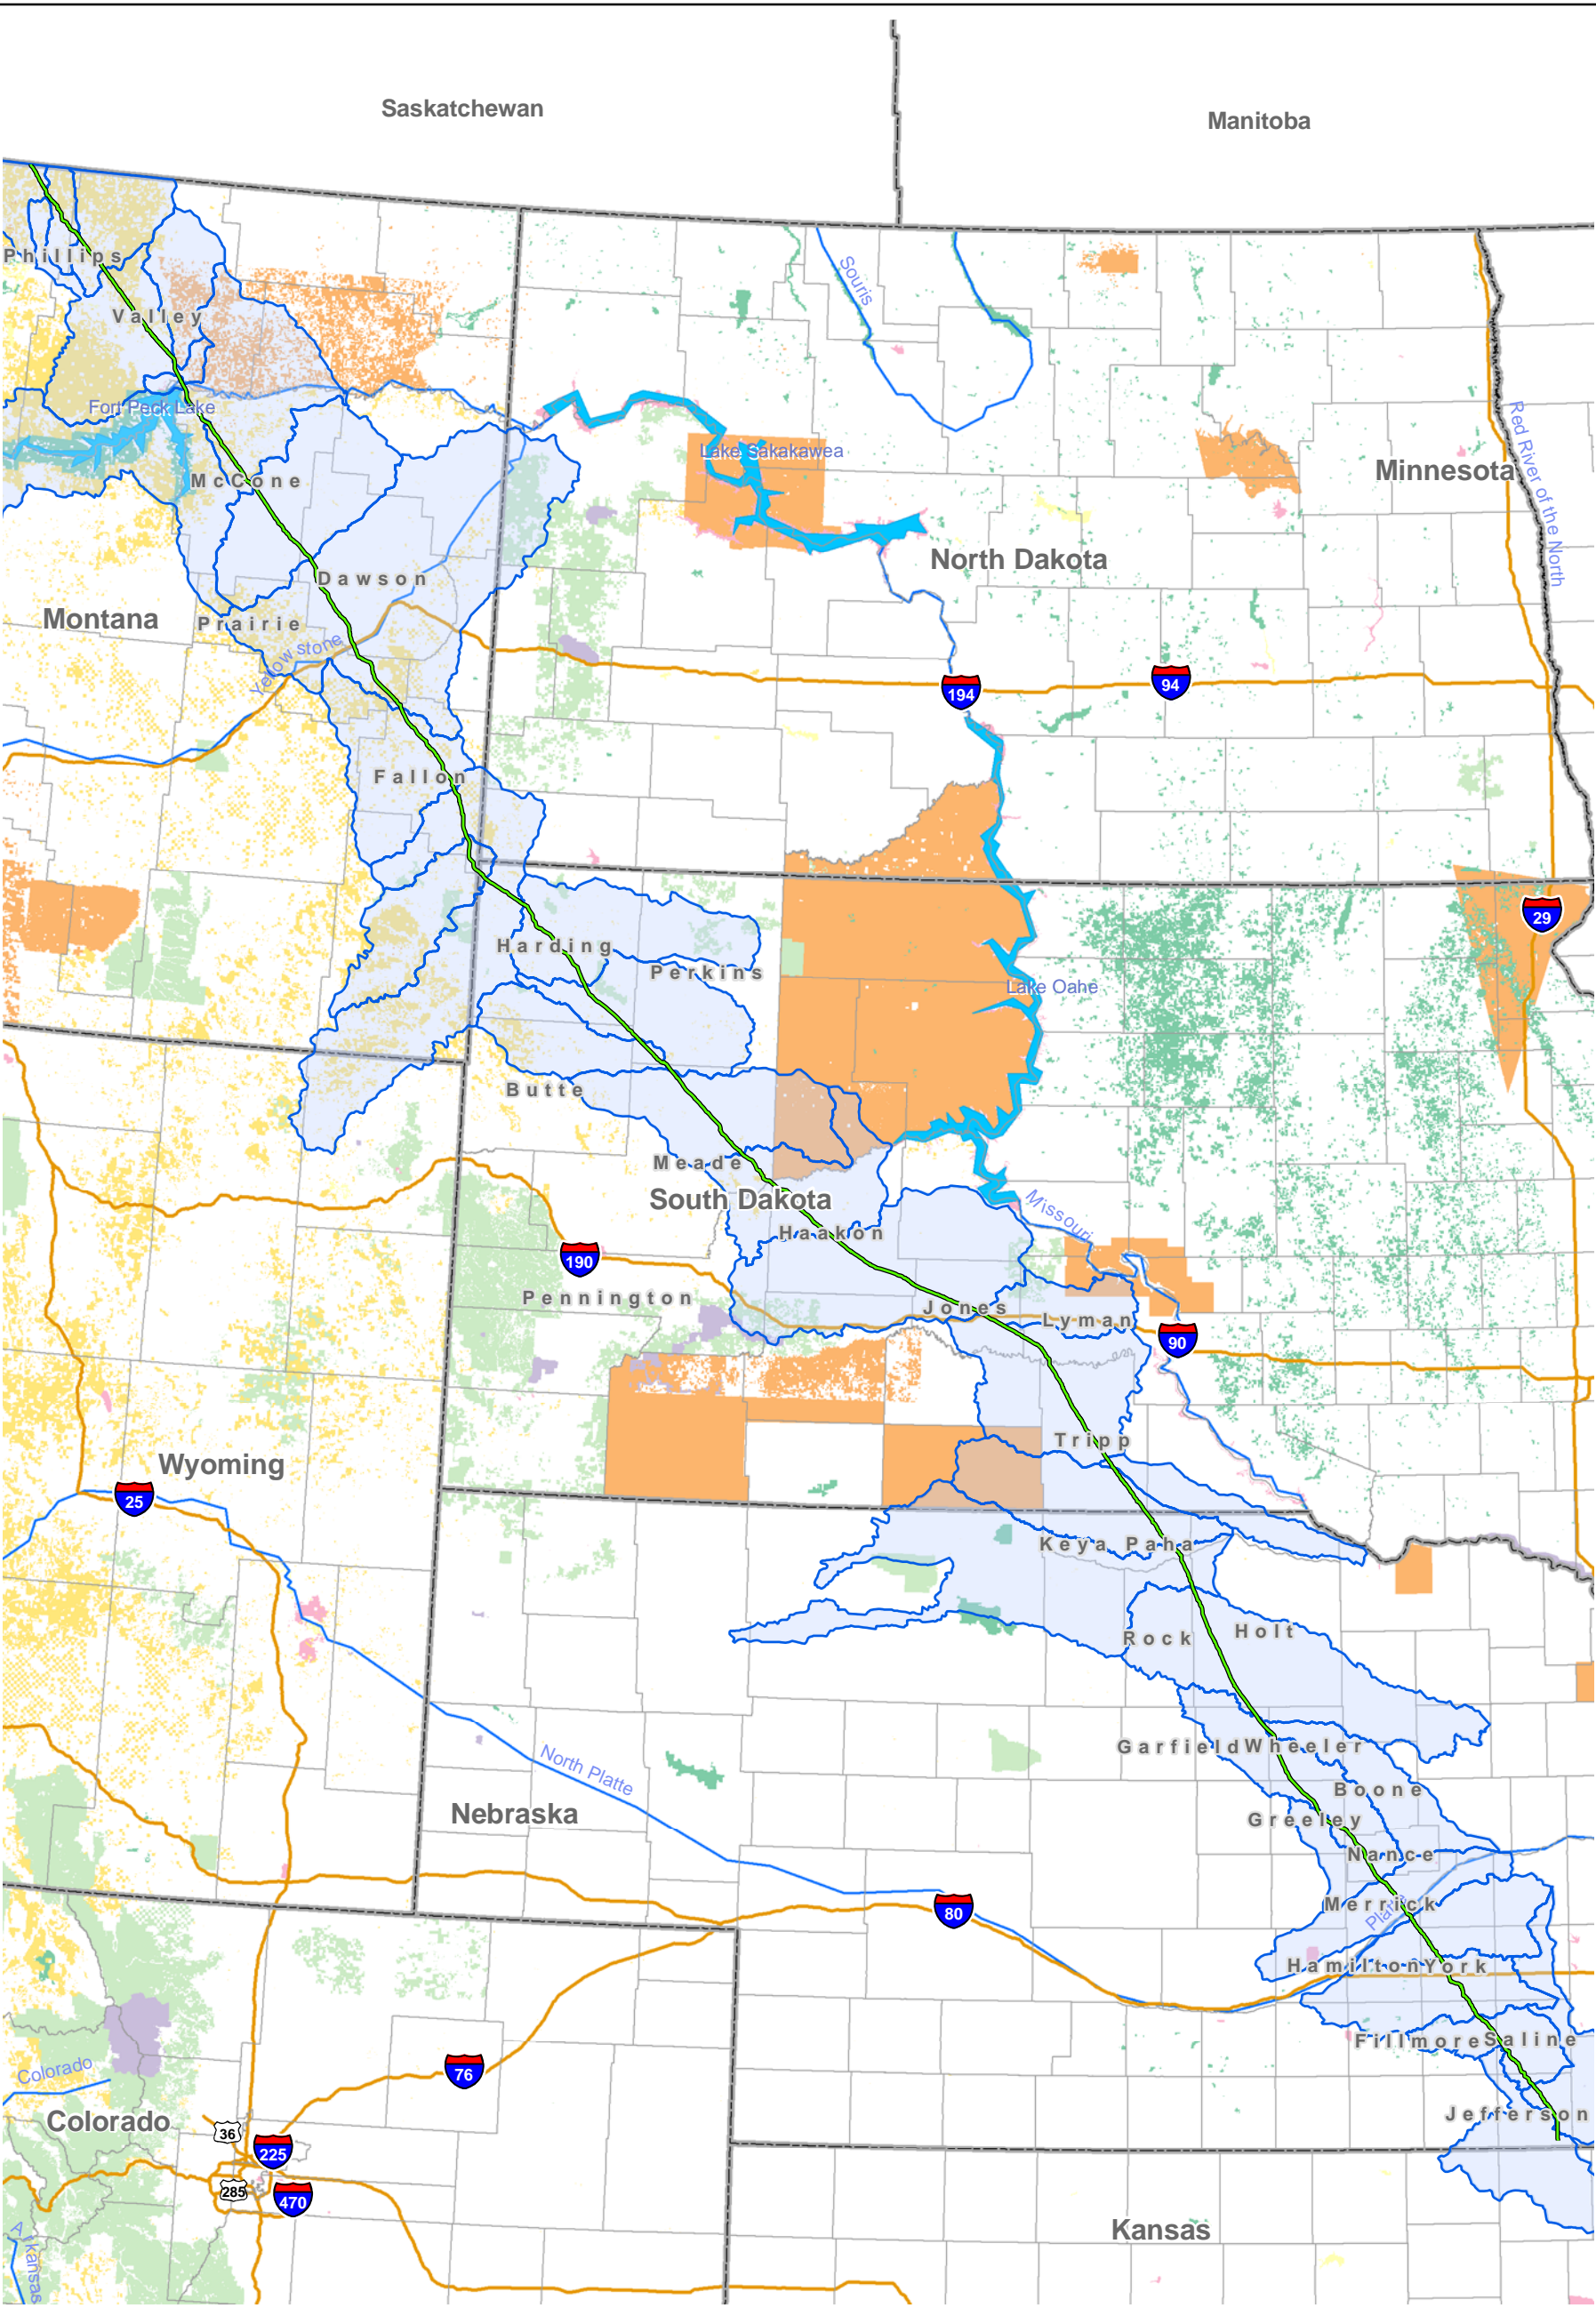 Saskatchewan
Manitoba
Phillips
Souris
Valley
Fort Peck Lake
Red River of the North
Lake Sakakawea
Minnesota
McCone
North Dakota
Dawson
Montana
Prairie
Yellowstone
194
94
Fallon
29
Harding
Perkins
Lake Oahe
Butte
Meade
South Dakota
Missouri
Haakon
190
Pennington
Jones
Lyman
90
Tripp
Wyoming
25
Keya Paha
Rock
Holt
Garfield
Wheeler
North Platte
Boone
Nebraska
Greeley
Nance
Merrick
Platte
80
Hamilton
York
Fillmore
Saline
Colorado
76
Jefferson
Colorado
36
225
285
470
Kansas
Arkansas